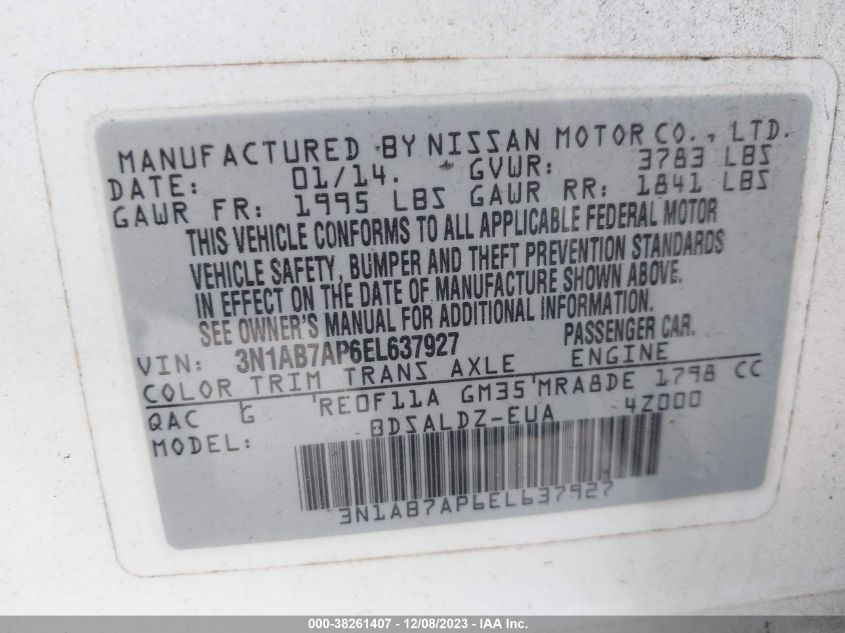 MANUFACTURED BY NISSAN MOTOR CO., LTD.
DATE: 01/14. GVWR: 3783 LBS
GAWR FR: 1995 LBS GAWR RR: 1841 LBS
THIS VEHICLE CONFORMS TO ALL APPLICABLE FEDERAL MOTOR
VEHICLE SAFETY, BUMPER AND THEFT PREVENTION STANDARDS
IN EFFECT ON THE DATE OF MANUFACTURE SHOWN ABOVE.
SEE OWNER'S MANUAL FOR ADDITIONAL INFORMATION.
VIN: 3N1AB7AP6EL637927 PASSENGER CAR.
COLOR TRIM TRANS AXLE ENGINE
QAC G RE0F11A GM35 MRA8DE 1798 CC
MODEL: BDSALDZ-EUA 4Z000
3N1AB7AP6EL637927
000-38261407 - 12/08/2023 - IAA Inc.